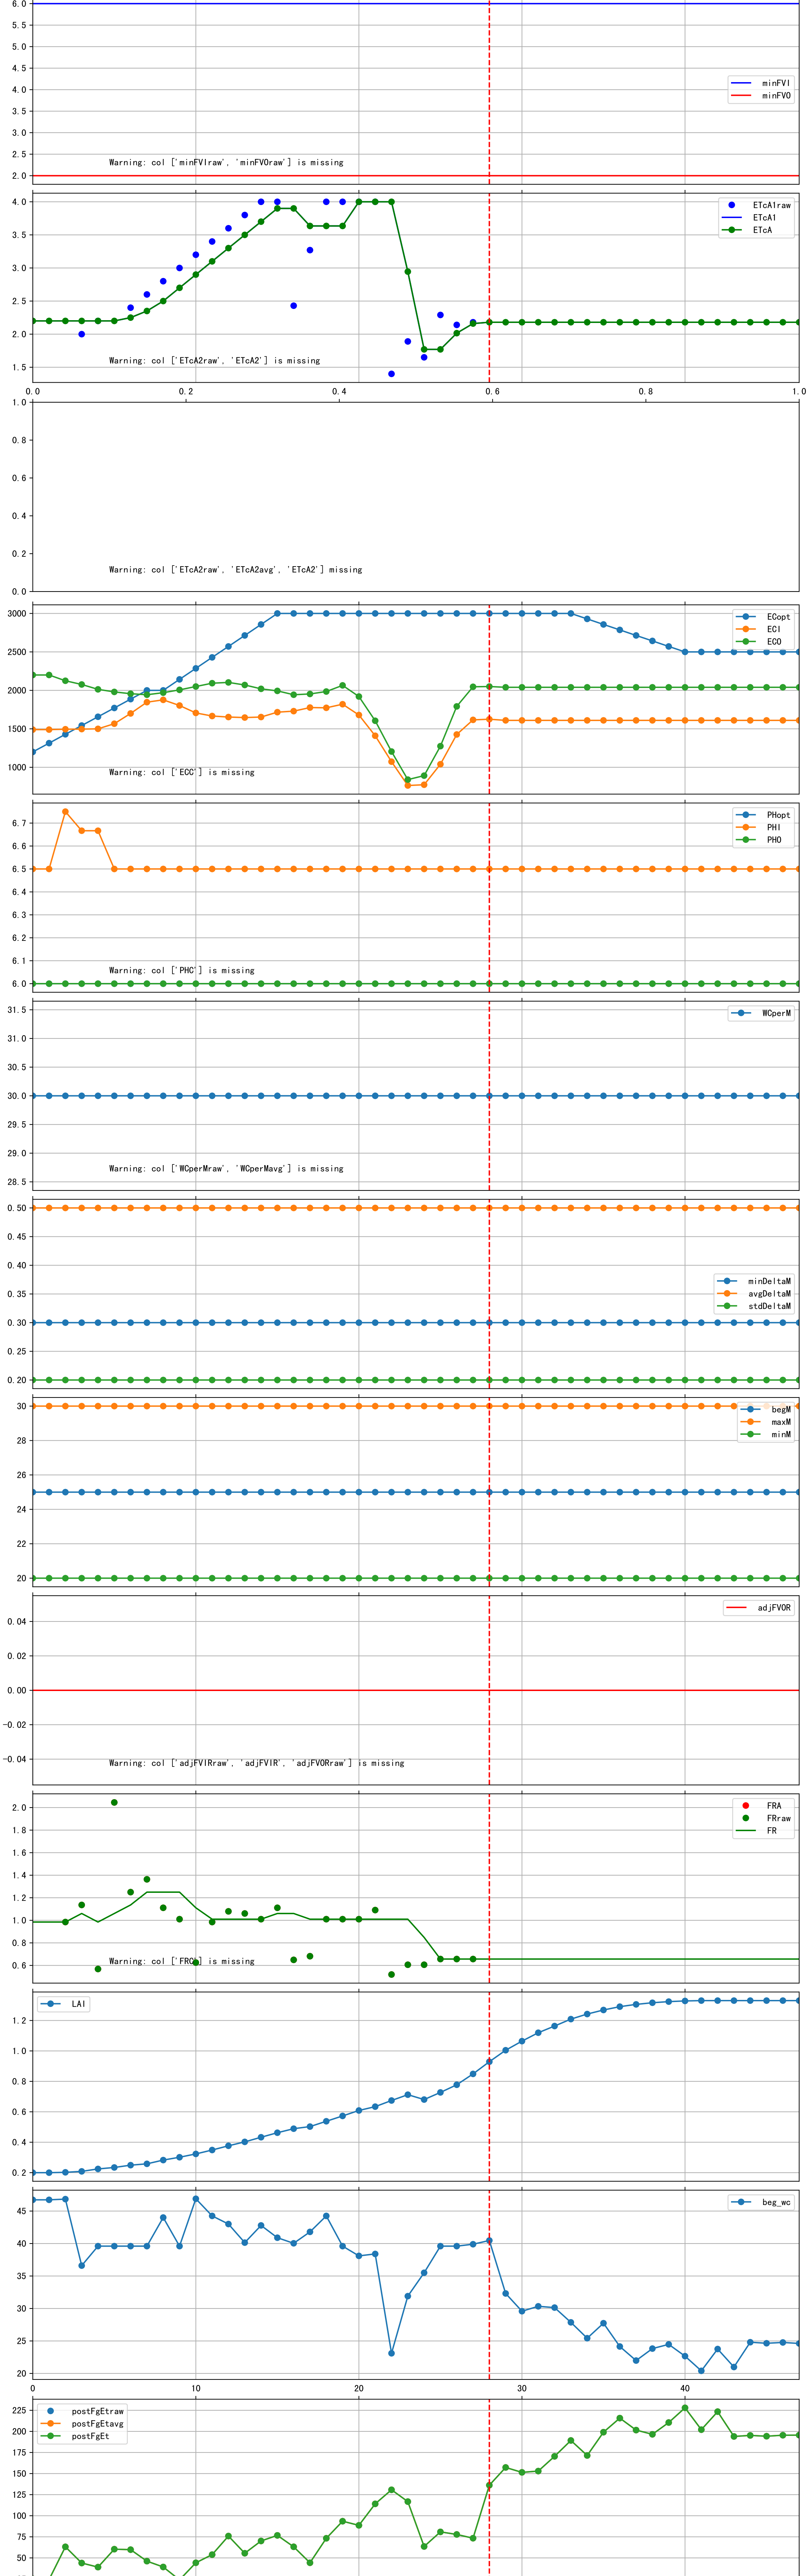 6.0
5.5
5.0
4.5
4.0
3.5
3.0
2.5
2.0
minFVI
minFVO
Warning: col ['minFVIraw', 'minFVOraw'] is missing
4.0
3.5
3.0
2.5
2.0
1.5
ETcA1raw
ETcA1
ETcA
Warning: col ['ETcA2raw', 'ETcA2'] is missing
0.0 0.2 0.4 0.6 0.8 1.0
1.0
0.8
0.6
0.4
0.2
0.0
Warning: col ['ETcA2raw', 'ETcA2avg', 'ETcA2'] missing
3000
2500
2000
1500
1000
ECopt
ECI
ECO
Warning: col ['ECC'] is missing
6.7
6.6
6.5
6.4
6.3
6.2
6.1
6.0
PHopt
PHI
PHO
Warning: col ['PHC'] is missing
31.5
31.0
30.5
30.0
29.5
29.0
28.5
WCperM
Warning: col ['WCperMraw', 'WCperMavg'] is missing
0.50
0.45
0.40
0.35
0.30
0.25
0.20
minDeltaM
avgDeltaM
stdDeltaM
30
28
26
24
22
20
begM
maxM
minM
0.04
0.02
0.00
−0.02
−0.04
adjFVOR
Warning: col ['adjFVIRraw', 'adjFVIR', 'adjFVORraw'] is missing
2.0
1.8
1.6
1.4
1.2
1.0
0.8
0.6
FRA
FRraw
FR
Warning: col ['FRC'] is missing
1.2
1.0
0.8
0.6
0.4
0.2
LAI
45
40
35
30
25
20
beg_wc
0 10 20 30 40
225
200
175
150
125
100
75
50
postFgEtraw
postFgEtavg
postFgEt